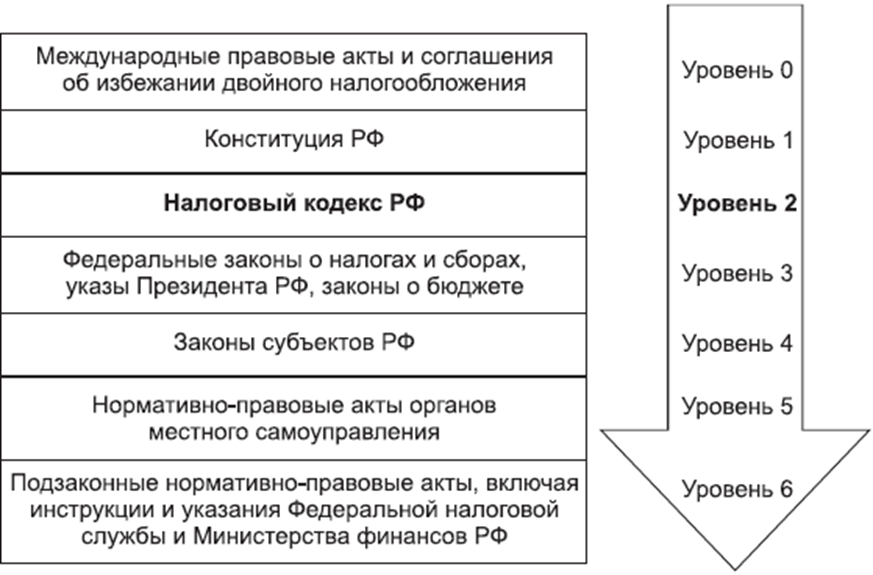 Международные правовые акты и соглашения
об избежании двойного налогообложения
Уровень 0
Конституция РФ
Уровень 1
Налоговый кодекс РФ
Уровень 2
Федеральные законы о налогах и сборах,
указы Президента РФ, законы о бюджете
Уровень 3
Законы субъектов РФ
Уровень 4
Нормативно-правовые акты органов
местного самоуправления
Уровень 5
Подзаконные нормативно-правовые акты, включая
инструкции и указания Федеральной налоговой
службы и Министерства финансов РФ
Уровень 6